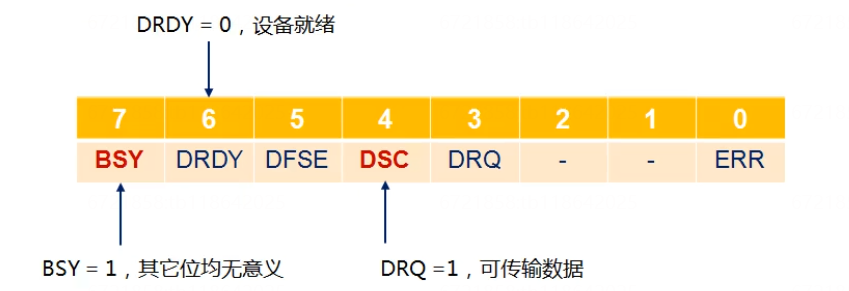 DRDY = 0，设备就绪
7 6 5 4 3 2 1 0
BSY DRDY DFSE DSC DRQ - - ERR
BSY = 1，其它位均无意义 DRQ =1，可传输数据